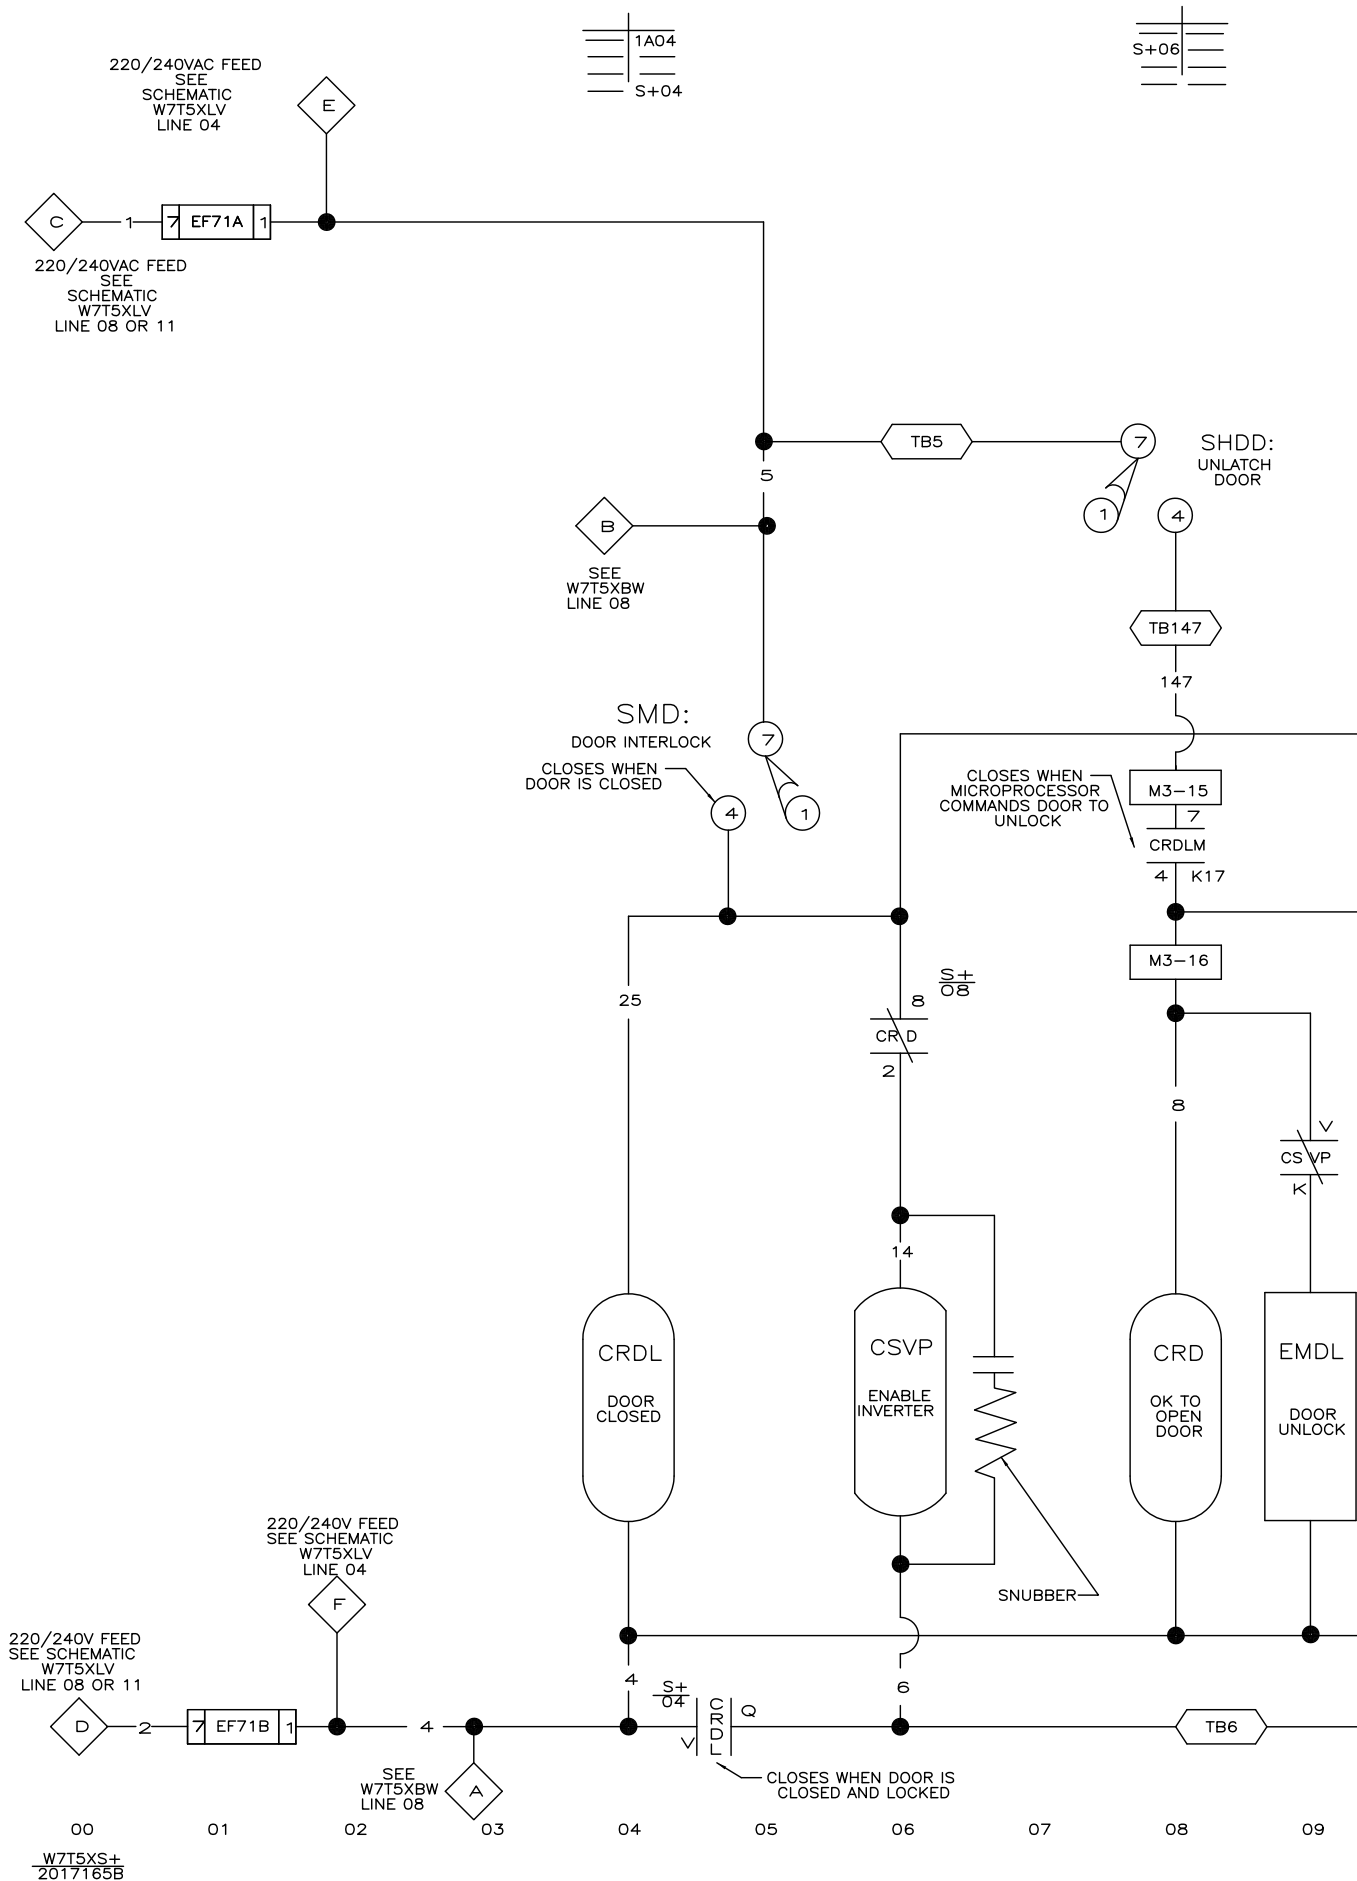 1A04
S+04
S+06
220/240VAC FEED
SEE
SCHEMATIC
W7T5XLV
LINE 04
E
C
1
7
EF71A
1
220/240VAC FEED
SEE
SCHEMATIC
W7T5XLV
LINE 08 OR 11
TB5
7
SHDD:
UNLATCH
DOOR
5
1
4
B
SEE
W7T5XBW
LINE 08
TB147
147
SMD:
DOOR INTERLOCK
7
CLOSES WHEN
DOOR IS CLOSED
4
1
CLOSES WHEN
MICROPROCESSOR
COMMANDS DOOR TO
UNLOCK
M3-15
7
CRDLM
4
K17
M3-16
25
S+
08
8
CR D
2
8
V
CS VP
K
14
CRDL
DOOR
CLOSED
CSVP
ENABLE
INVERTER
CRD
OK TO
OPEN
DOOR
EMDL
DOOR
UNLOCK
SNUBBER
220/240V FEED
SEE SCHEMATIC
W7T5XLV
LINE 04
F
220/240V FEED
SEE SCHEMATIC
W7T5XLV
LINE 08 OR 11
D
2
7
EF71B
1
4
4
S+
04
V
CRDL
Q
6
TB6
SEE
W7T5XBW
LINE 08
A
CLOSES WHEN DOOR IS
CLOSED AND LOCKED
00 01 02 03 04 05 06 07 08 09
W7T5XS+
2017165B